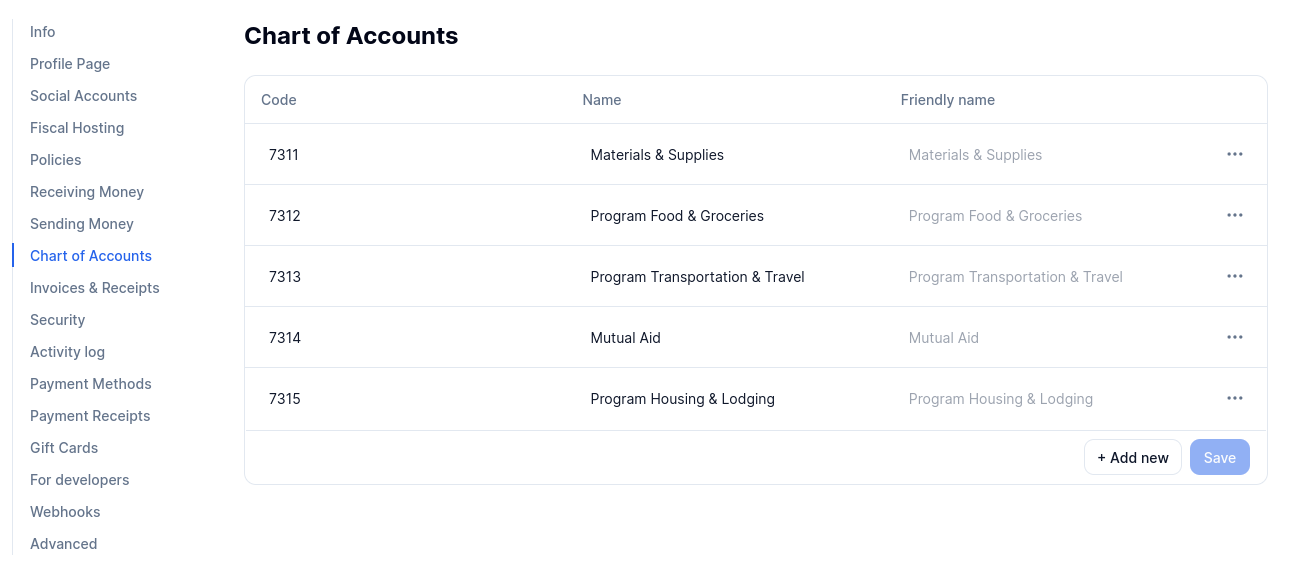 Info
Profile Page
Social Accounts
Fiscal Hosting
Policies
Receiving Money
Sending Money
Chart of Accounts
Invoices & Receipts
Security
Activity log
Payment Methods
Payment Receipts
Gift Cards
For developers
Webhooks
Advanced
Chart of Accounts
Code Name Friendly name
7311 Materials & Supplies Materials & Supplies
7312 Program Food & Groceries Program Food & Groceries
7313 Program Transportation & Travel Program Transportation & Travel
7314 Mutual Aid Mutual Aid
7315 Program Housing & Lodging Program Housing & Lodging
+ Add new Save